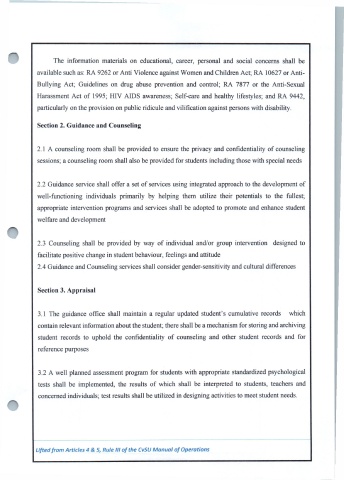 The information materials on educational, career, personal and social concerns shall be
available such as: RA 9262 or Anti Violence against Women and Children Act; RA 10627 or Anti-
Bullying Act; Guidelines on drug abuse prevention and control; RA 7877 or the Anti-Sexual
Harassment Act of 1995; HIV AIDS awareness; Self-care and healthy lifestyles; and RA 9442,
particularly on the provision on public ridicule and vilification against persons with disability.
Section 2. Guidance and Counseling
2.1 A counseling room shall be provided to ensure the privacy and confidentiality of counseling
sessions; a counseling room shall also be provided for students including those with special needs
2.2 Guidance service shall offer a set of services using integrated approach to the development of
well-functioning individuals primarily by helping them utilize their potentials to the fullest;
appropriate intervention programs and services shall be adopted to promote and enhance student
welfare and development
2.3 Counseling shall be provided by way of individual and/or group intervention designed to
facilitate positive change in student behaviour, feelings and attitude
2.4 Guidance and Counseling services shall consider gender-sensitivity and cultural differences
Section 3. Appraisal
3.1 The guidance office shall maintain a regular updated student's cumulative records which
contain relevant information about the student; there shall be a mechanism for storing and archiving
student records to uphold the confidentiality of counseling and other student records and for
reference purposes
3.2 A well planned assessment program for students with appropriate standardized psychological
tests shall be implemented, the results of which shall be interpreted to students, teachers and
concerned individuals; test results shall be utilized in designing activities to meet student needs.
Lifted from Articles 4 & 5, Rule III of the CvSU Manual of Operations